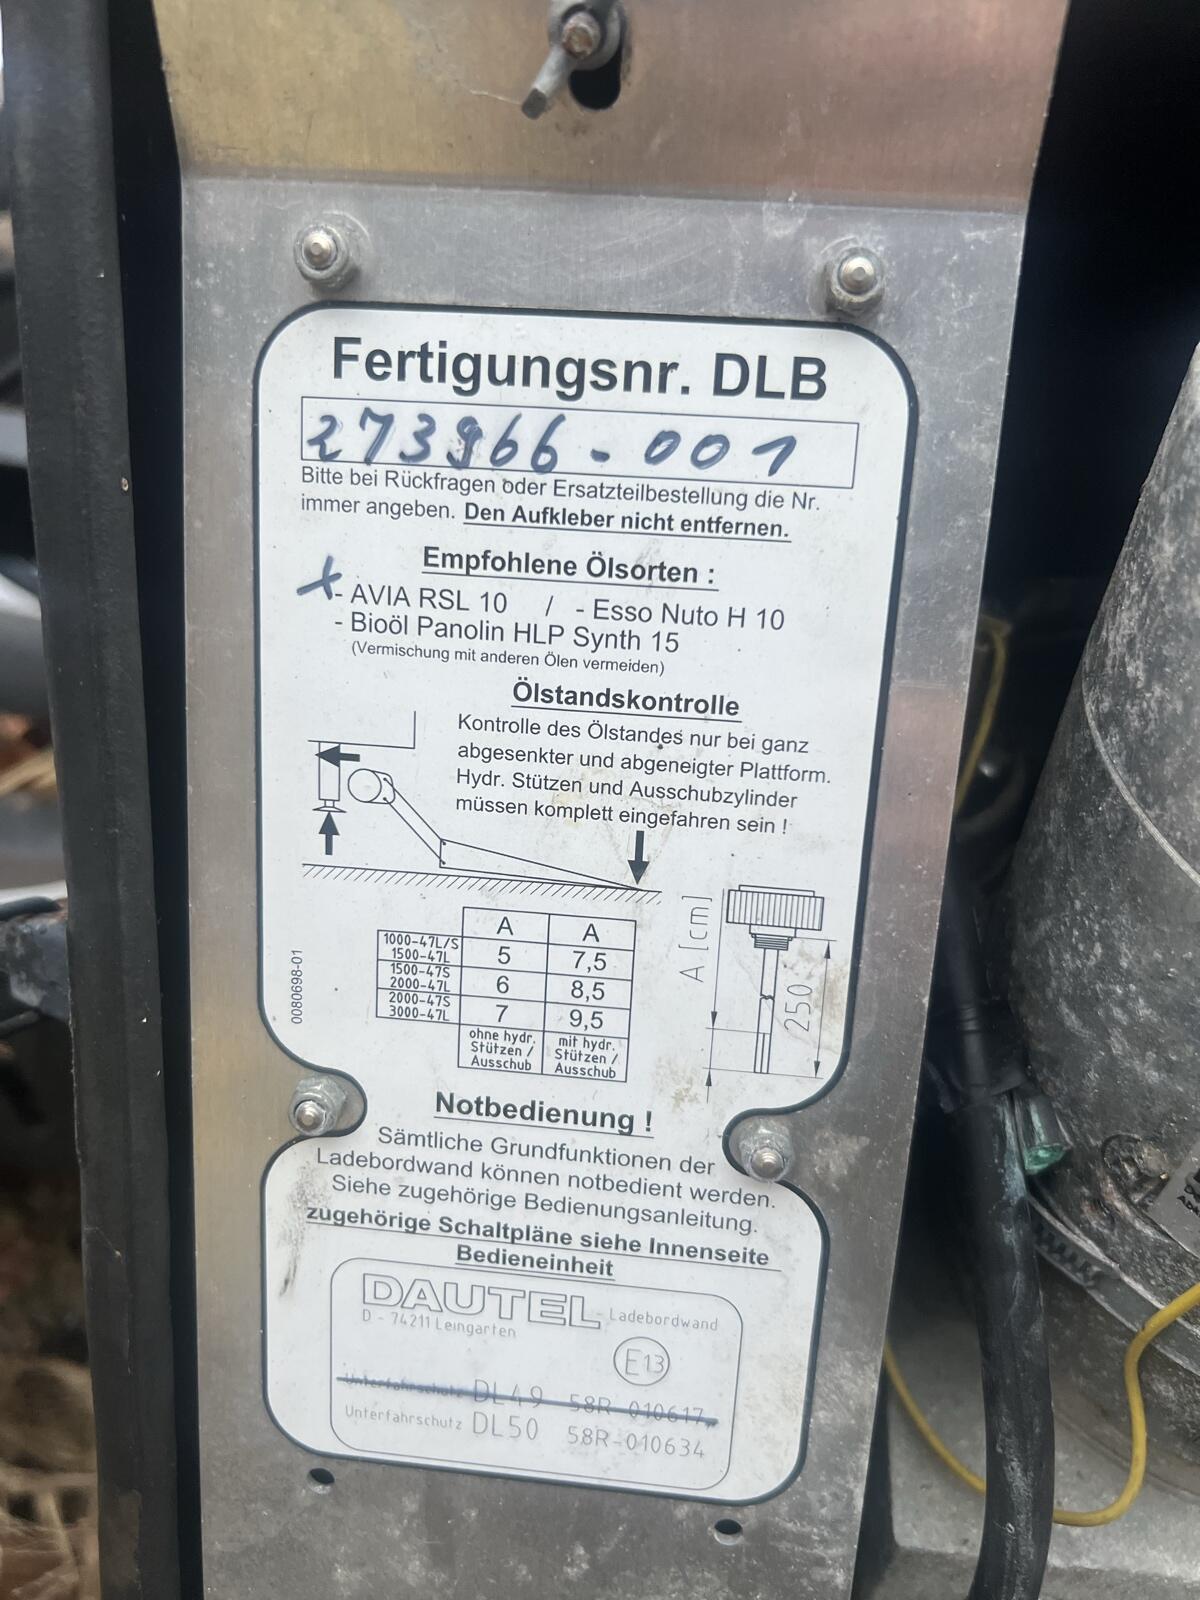 Fertigungsnr. DLB
273966-001
Bitte bei Rückfragen oder Ersatzteilbestellung die Nr.
immer angeben. Den Aufkleber nicht entfernen.
Empfohlene Ölsorten :
x - AVIA RSL 10 / - Esso Nuto H 10
- Bioöl Panolin HLP Synth 15
(Vermischung mit anderen Ölen vermeiden)
Ölstandskontrolle
Kontrolle des Ölstandes nur bei ganz
abgesenkter und abgeneigter Plattform.
Hydr. Stützen und Ausschubzylinder
müssen komplett eingefahren sein !
A A
1000-47L/S
1500-47L 5 7,5
1500-47S
2000-47L 6 8,5
2000-47S
3000-47L 7 9,5
ohne hydr. Stützen / Ausschub
mit hydr. Stützen / Ausschub
A [cm]
250
0080698-01
Notbedienung !
Sämtliche Grundfunktionen der
Ladebordwand können notbedient werden.
Siehe zugehörige Bedienungsanleitung.
zugehörige Schaltpläne siehe Innenseite
Bedieneinheit
DAUTEL - Ladebordwand
D - 74211 Leingarten
E13
Unterfahrschutz DL49 58R-010617
Unterfahrschutz DL50 58R-010634